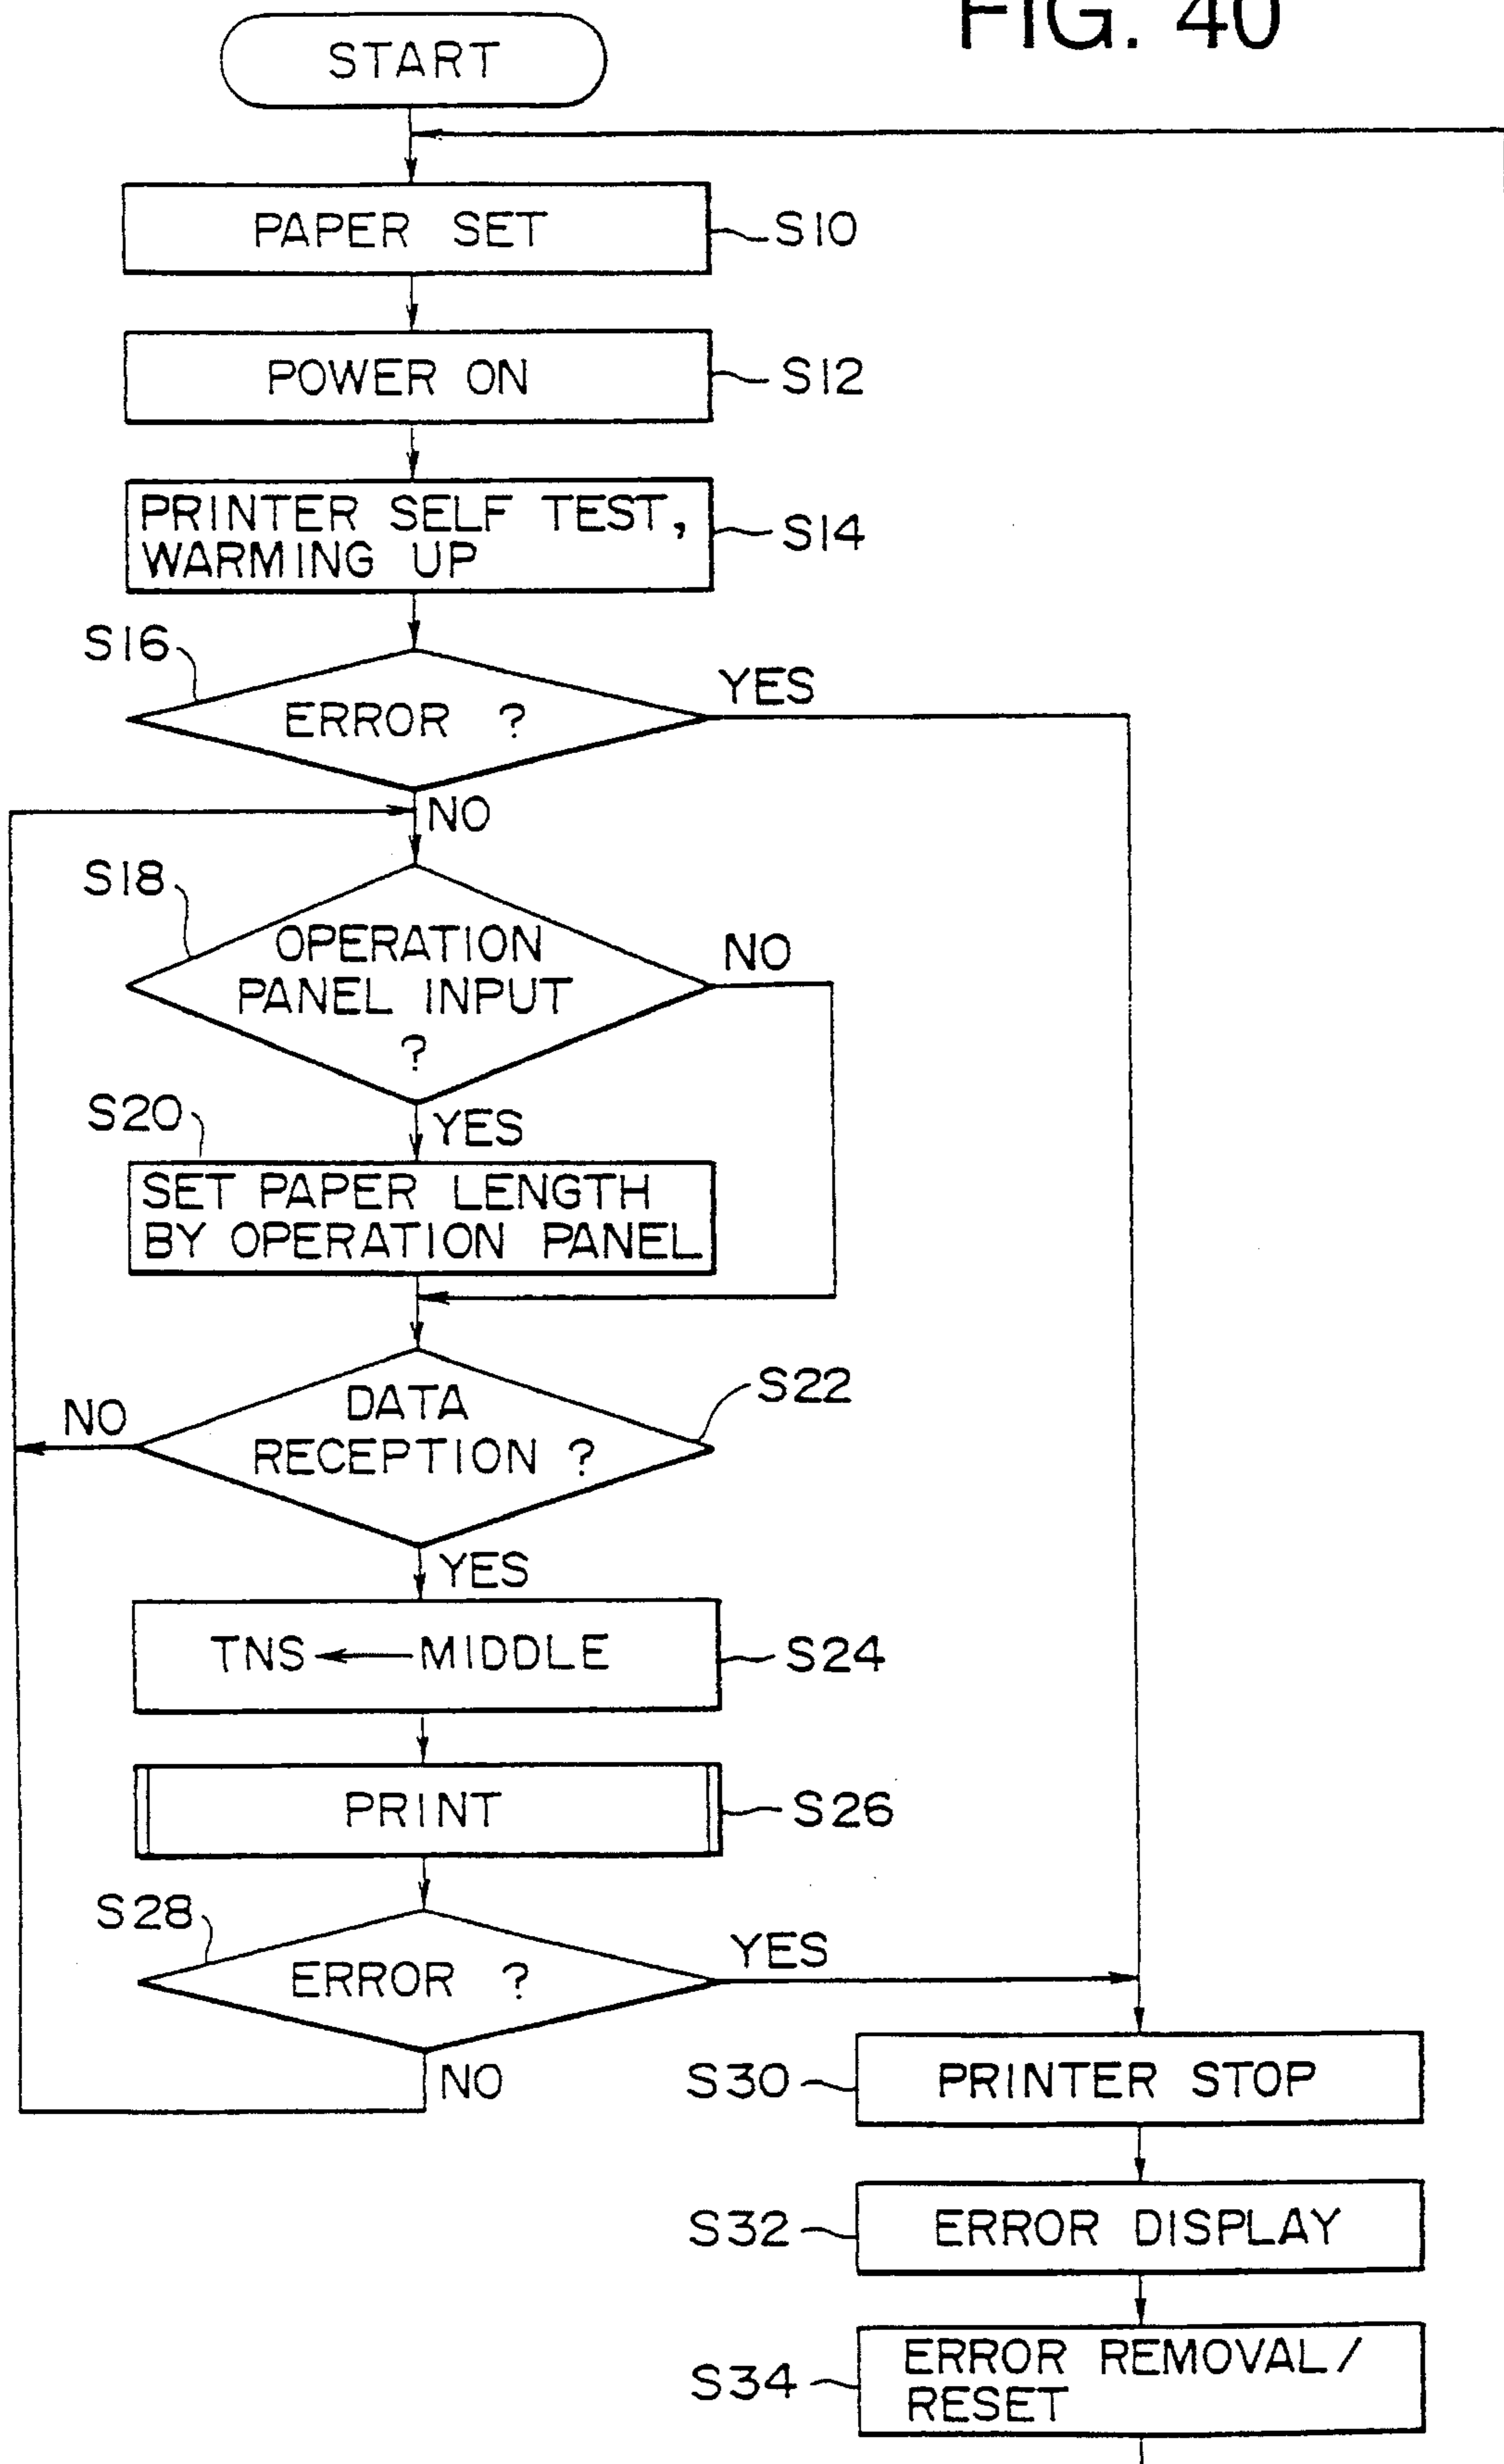 FIG. 40
START
PAPER SET
S10
POWER ON
S12
PRINTER SELF TEST,
WARMING UP
S14
S16
ERROR ?
YES
NO
S18
OPERATION
PANEL INPUT
?
NO
YES
S20
SET PAPER LENGTH
BY OPERATION PANEL
DATA
RECEPTION ?
S22
NO
YES
TNS ← MIDDLE
S24
PRINT
S26
S28
ERROR ?
YES
NO
S30
PRINTER STOP
S32
ERROR DISPLAY
S34
ERROR REMOVAL/
RESET